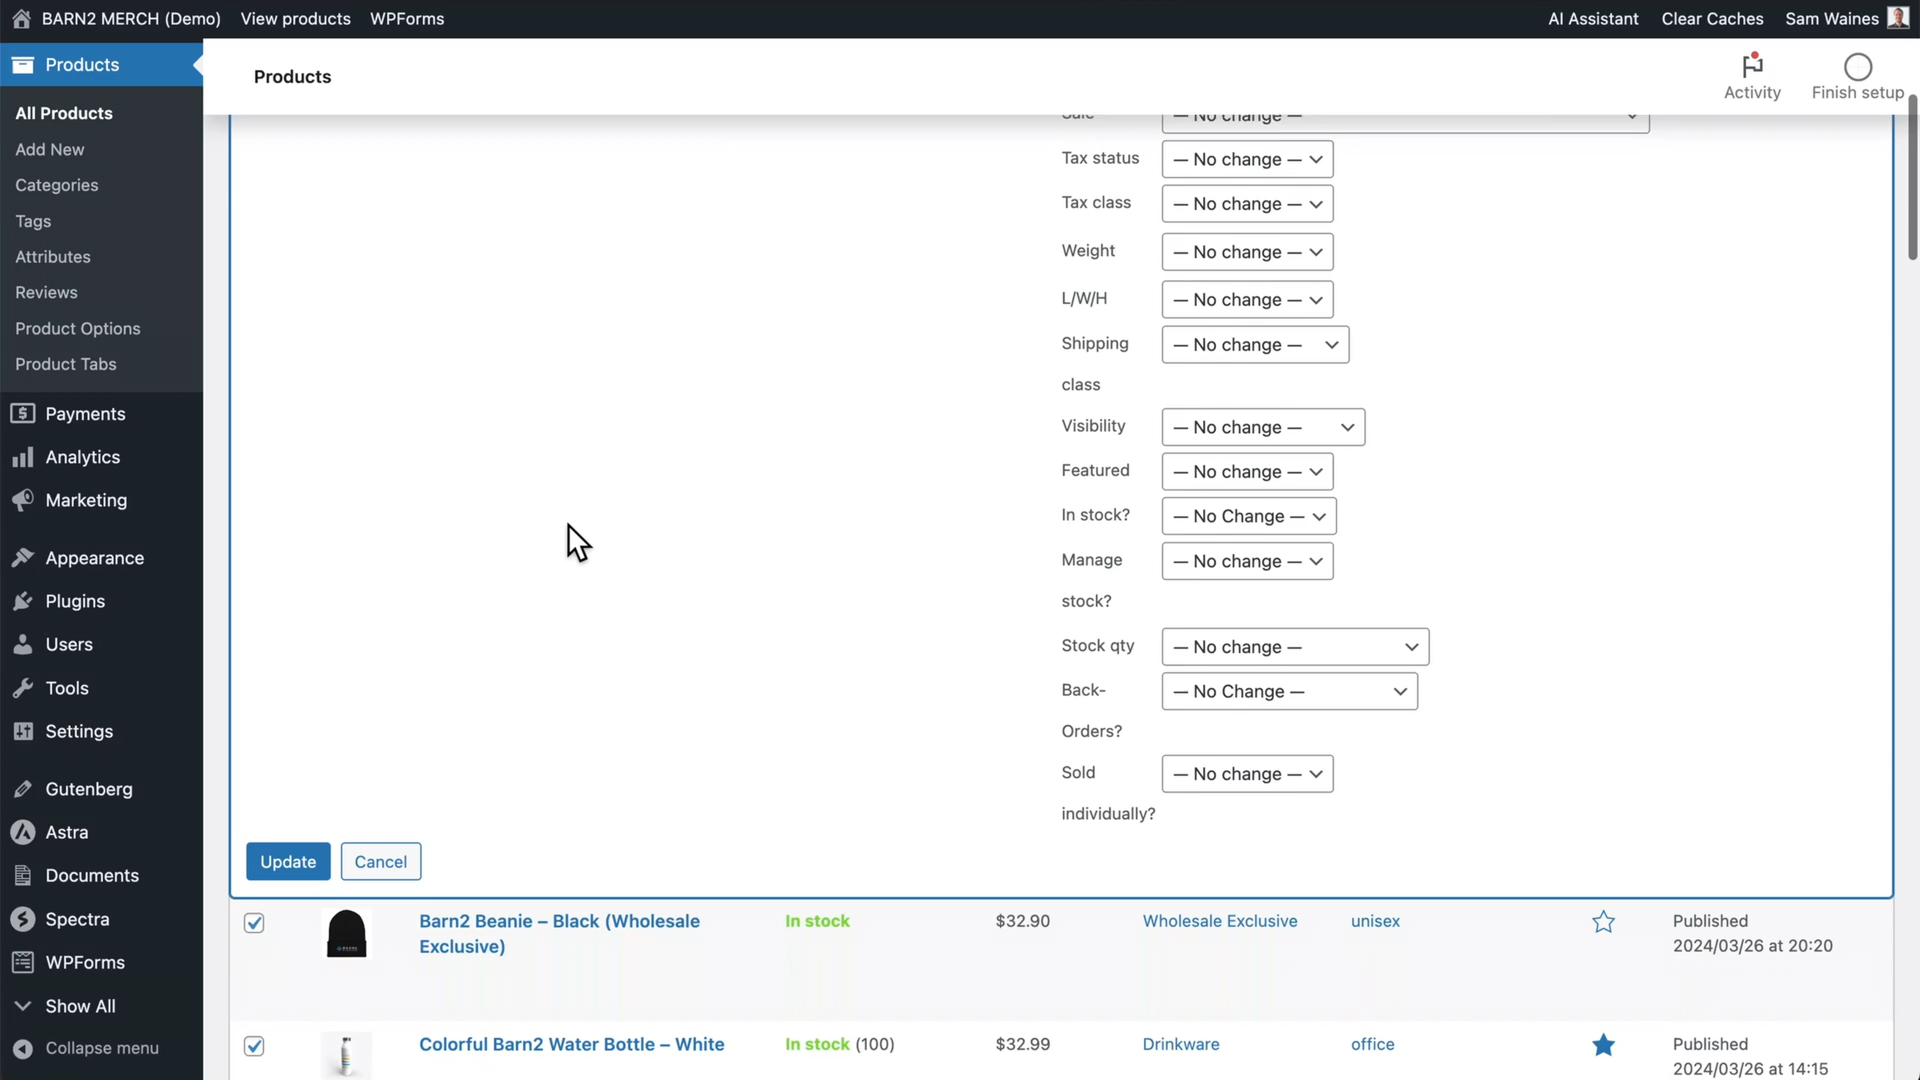 BARN2 MERCH (Demo)
View products
WPForms
AI Assistant
Clear Caches
Sam Waines
Products
All Products
Add New
Categories
Tags
Attributes
Reviews
Product Options
Product Tabs
Payments
Analytics
Marketing
Appearance
Plugins
Users
Tools
Settings
Gutenberg
Astra
Documents
Spectra
WPForms
Show All
Collapse menu
Products
Activity
Finish setup
Sale — No change —
Tax status — No change —
Tax class — No change —
Weight — No change —
L/W/H — No change —
Shipping — No change —
class
Visibility — No change —
Featured — No change —
In stock? — No Change —
Manage — No change —
stock?
Stock qty — No change —
Back- — No Change —
Orders?
Sold — No change —
individually?
Update
Cancel
Barn2 Beanie – Black (Wholesale In stock $32.90 Wholesale Exclusive unisex Published
Exclusive) 2024/03/26 at 20:20
Colorful Barn2 Water Bottle – White In stock (100) $32.99 Drinkware office Published
2024/03/26 at 14:15